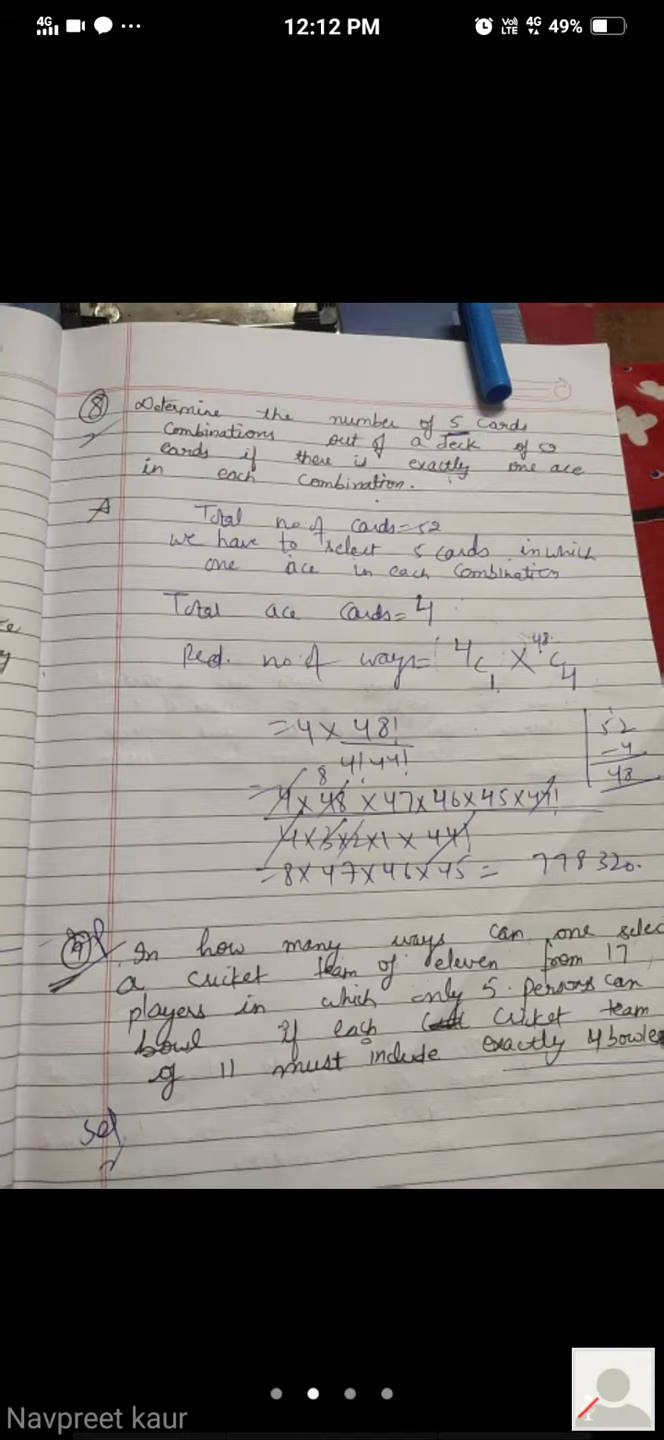 4G
12:12 PM
Vo) LTE 4G 49%
8 Determine the number of 5 cards
combinations out of a deck of 52
cards if there is exactly one ace
in each combination.
A
Total no. of cards = 52
we have to select 5 cards in which
one ace in each combination
Total ace cards = 4
Red. no. of ways = 4C1 X 48C4
= 4 x 48!
4! 44!
52
-4
48
8
= 4 x 48 x 47 x 46 x 45 x 44!
4 x 3 x 2 x 1 x 44!
= 8 x 47 x 46 x 45 = 778320.
9 In how many ways can one selec
a cricket team of eleven from 17
players in which only 5 persons can
bowl if each cricket team
of 11 must include exactly 4 bowle
Sol
Navpreet kaur